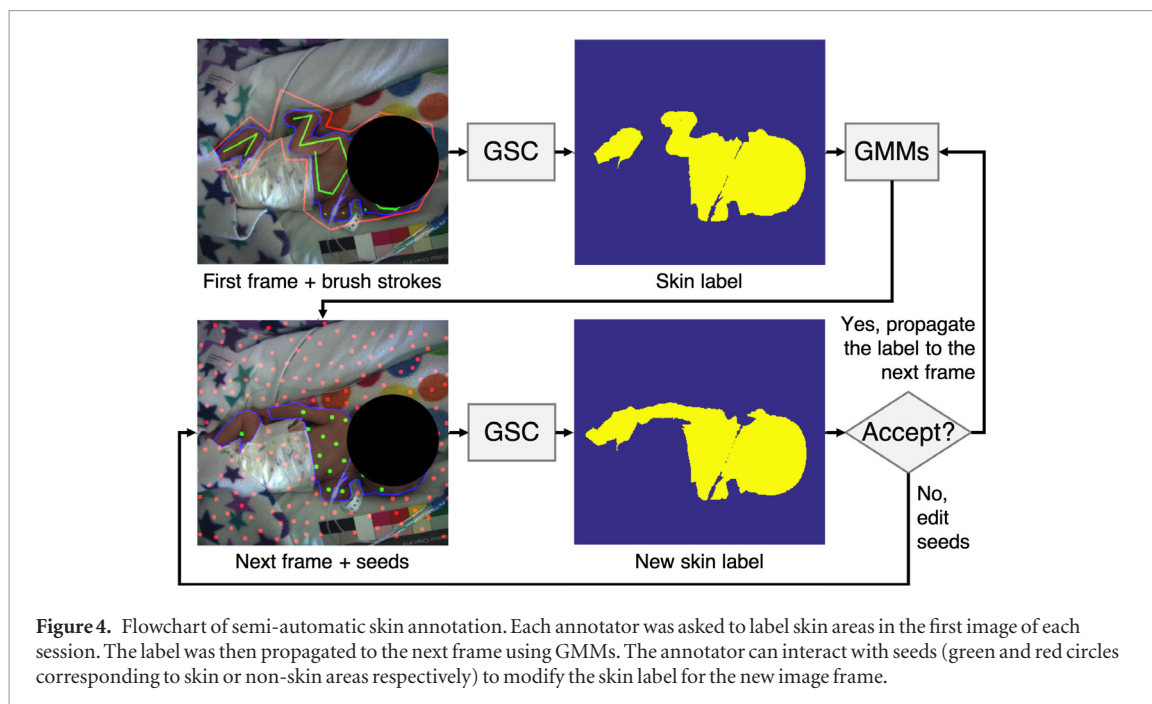 GSC
GMMs
First frame + brush strokes
Skin label
Yes, propagate
the label to the
next frame
GSC
Accept?
No,
edit
seeds
Next frame + seeds
New skin label
Figure 4. Flowchart of semi-automatic skin annotation. Each annotator was asked to label skin areas in the first image of each
session. The label was then propagated to the next frame using GMMs. The annotator can interact with seeds (green and red circles
corresponding to skin or non-skin areas respectively) to modify the skin label for the new image frame.